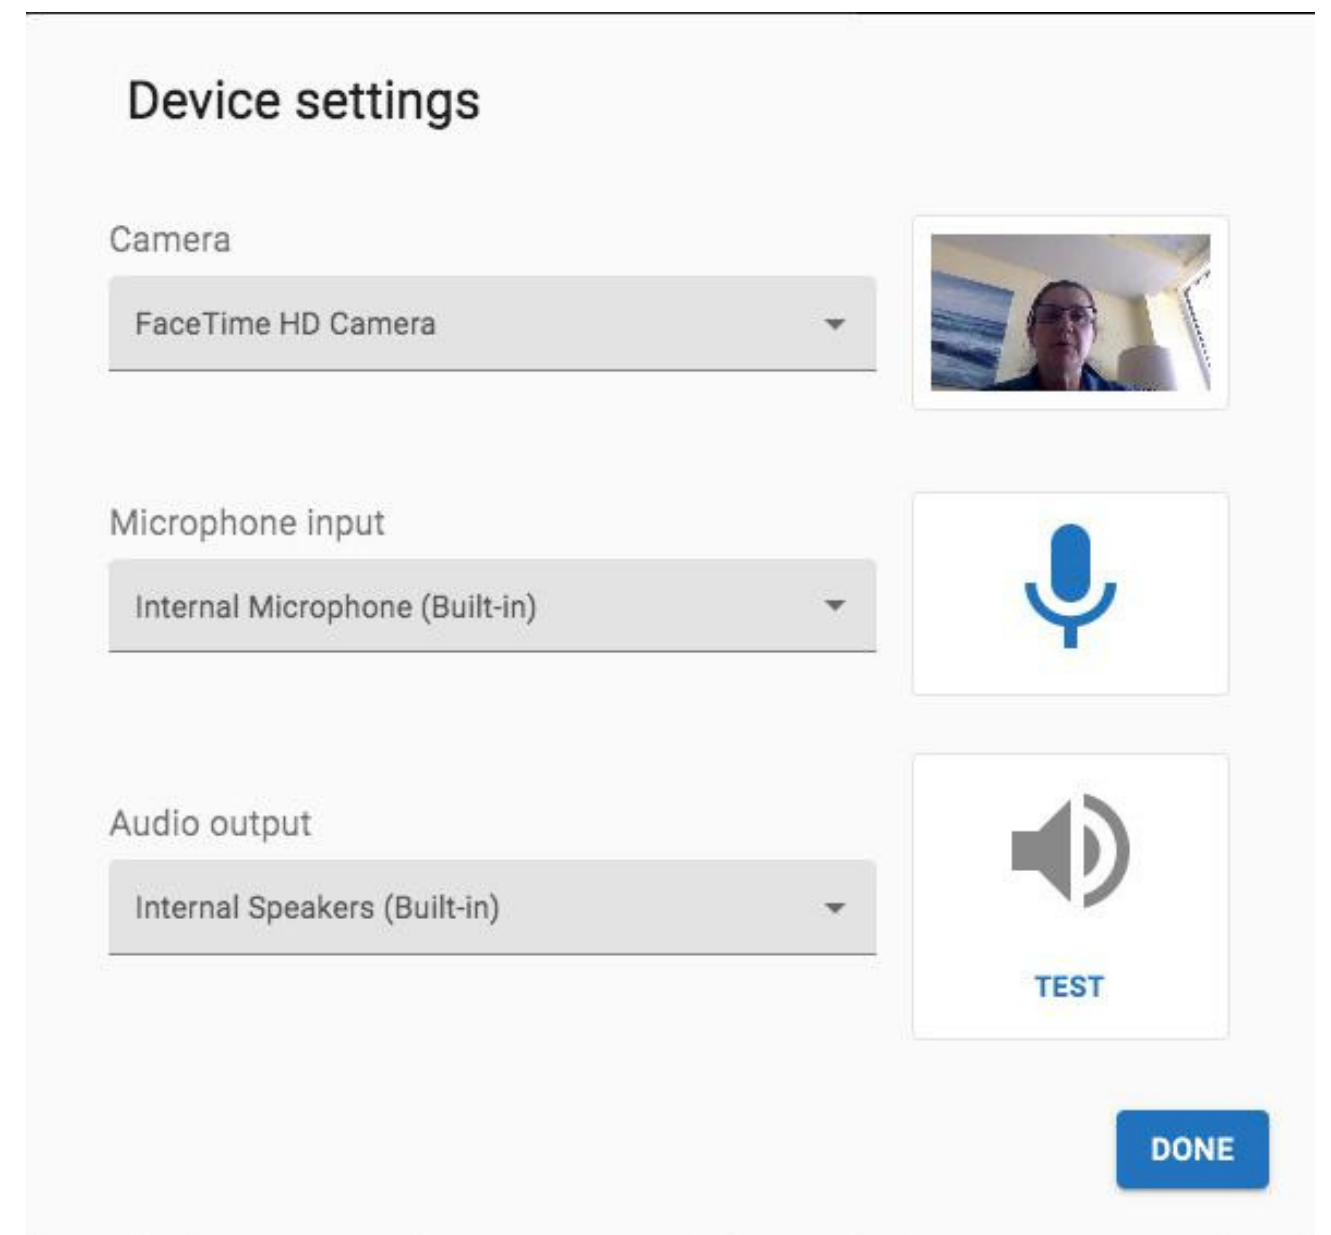 Device settings
Camera
FaceTime HD Camera
Microphone input
Internal Microphone (Built-in)
Audio output
Internal Speakers (Built-in)
TEST
DONE